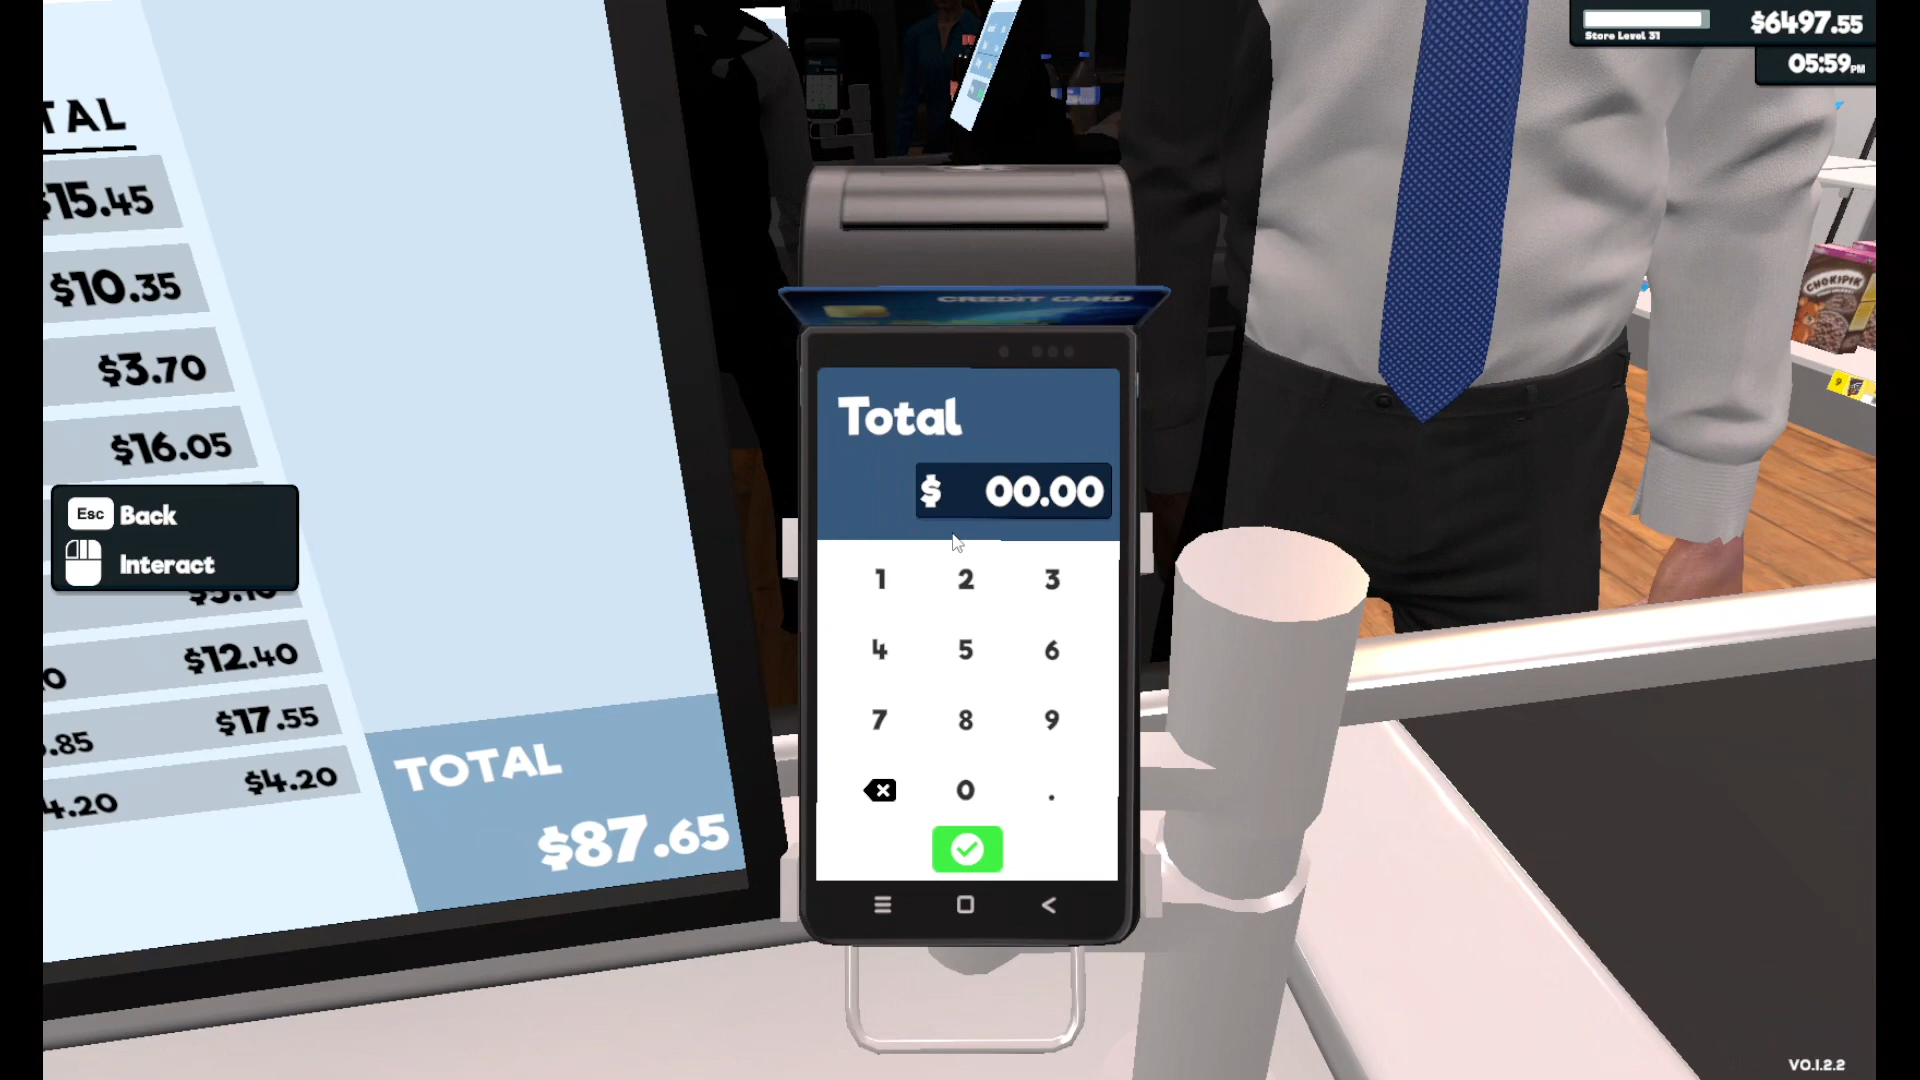 $6497.55
Store Level 31
05:59PM
TAL
$15.45
$10.35
$3.70
$16.05
$12.40
.85
$17.55
4.20
$4.20
TOTAL
$87.65
Esc Back
Interact
CREDIT CARD
Total
$ 00.00
1 2 3
4 5 6
7 8 9
0 .
CHOKIPIK
9
V0.1.2.2